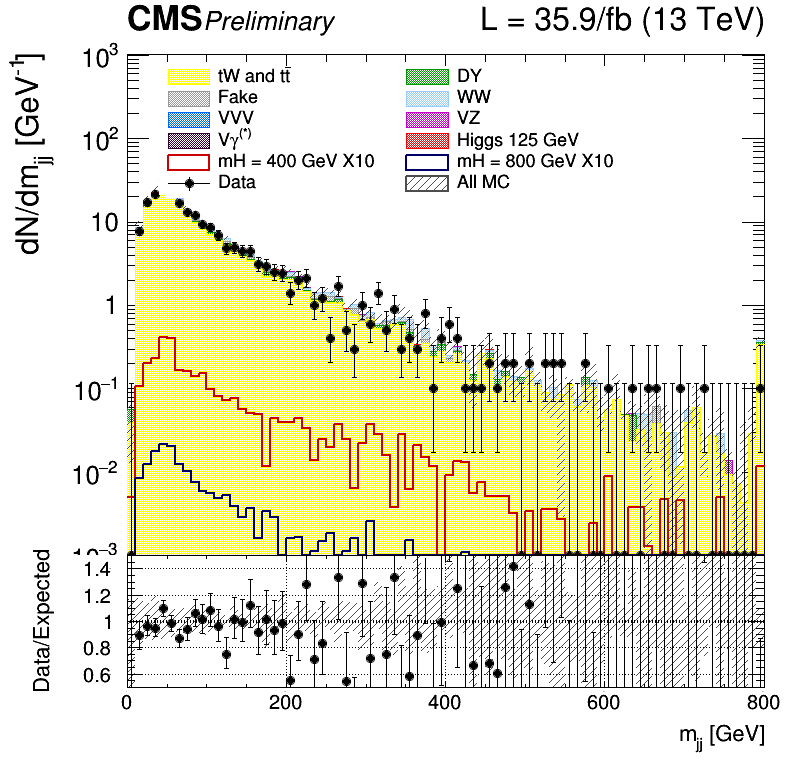 CMS Preliminary L = 35.9/fb (13 TeV)
dN/dm_jj [GeV⁻¹]
10³
10²
10
1
10⁻¹
10⁻²
10⁻³
tW and tt̄ DY
Fake WW
VVV VZ
Vγ⁽*⁾ Higgs 125 GeV
mH = 400 GeV X10 mH = 800 GeV X10
Data All MC
Data/Expected
1.4
1.2
1
0.8
0.6
0 200 400 600 800
m_jj [GeV]